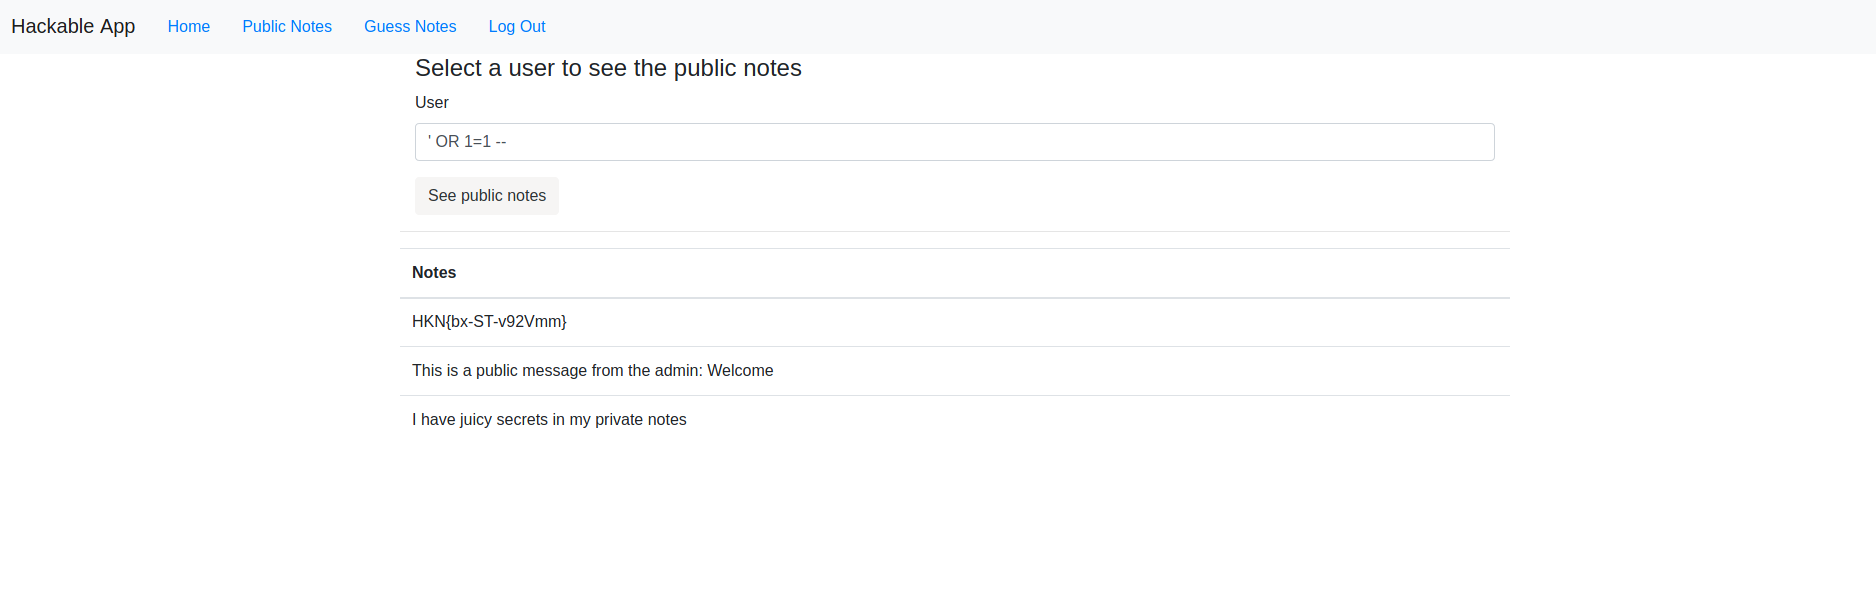 Hackable App Home Public Notes Guess Notes Log Out
Select a user to see the public notes
User
' OR 1=1 --
See public notes
Notes
HKN{bx-ST-v92Vmm}
This is a public message from the admin: Welcome
I have juicy secrets in my private notes